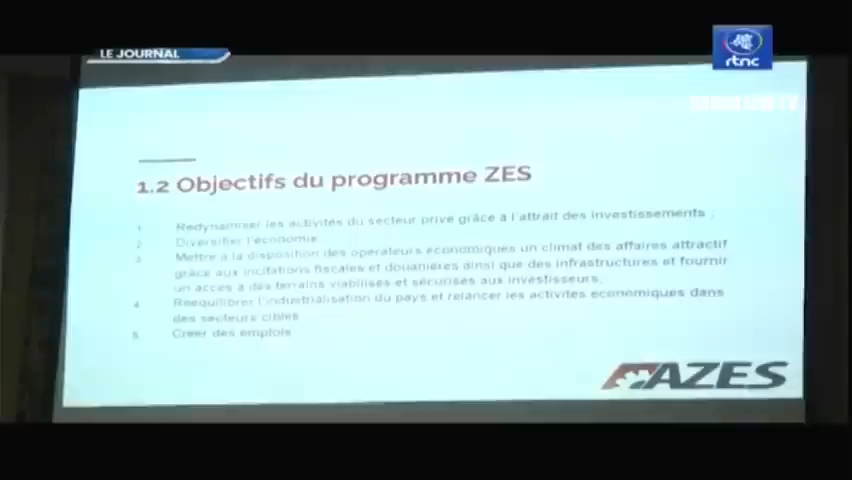 LE JOURNAL
rtnc
1.2 Objectifs du programme ZES
1 Redynamiser les activités du secteur privé grâce à l'attrait des investissements ;
2 Diversifier l'économie
3 Mettre à la disposition des opérateurs économiques un climat des affaires attractif
grâce aux incitations fiscales et douanières ainsi que des infrastructures et fournir
un accès à des terrains viabilisés et sécurisés aux investisseurs;
4 Rééquilibrer l'industrialisation du pays et relancer les activités économiques dans
des secteurs ciblés
5 Créer des emplois
AZES